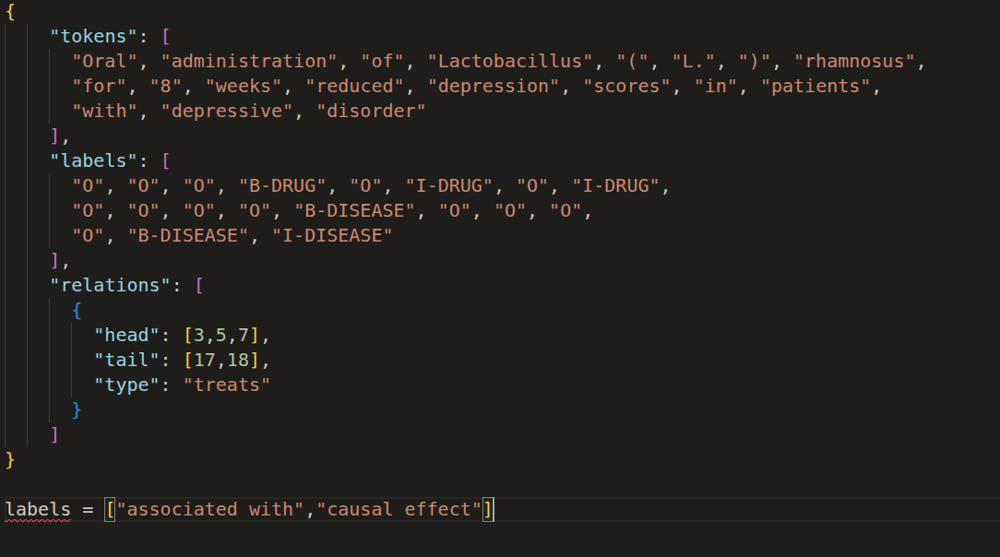 {
"tokens": [
"Oral", "administration", "of", "Lactobacillus", "(", "L.", ")", "rhamnosus",
"for", "8", "weeks", "reduced", "depression", "scores", "in", "patients",
"with", "depressive", "disorder"
],
"labels": [
"O", "O", "O", "B-DRUG", "O", "I-DRUG", "O", "I-DRUG",
"O", "O", "O", "O", "B-DISEASE", "O", "O", "O",
"O", "B-DISEASE", "I-DISEASE"
],
"relations": [
{
"head": [3,5,7],
"tail": [17,18],
"type": "treats"
}
]
}
labels = ["associated with","causal effect"]